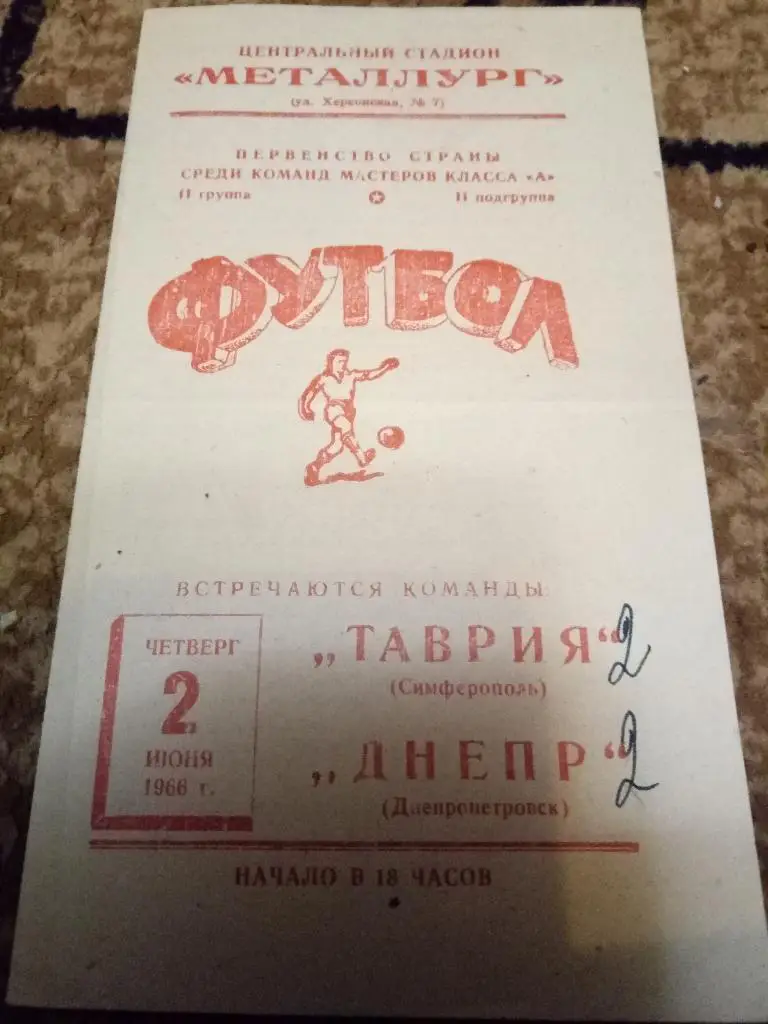 ЦЕНТРАЛЬНЫЙ СТАДИОН
«МЕТАЛЛУРГ»
(ул. Херсонская, № 7)
ПЕРВЕНСТВО СТРАНЫ
СРЕДИ КОМАНД МАСТЕРОВ КЛАССА «А»
II группа II подгруппа
ФУТБОЛ
ВСТРЕЧАЮТСЯ КОМАНДЫ:
ЧЕТВЕРГ
2
ИЮНЯ
1966 г.
„ТАВРИЯ“ 2
(Симферополь)
„ДНЕПР“ 2
(Днепропетровск)
НАЧАЛО В 18 ЧАСОВ